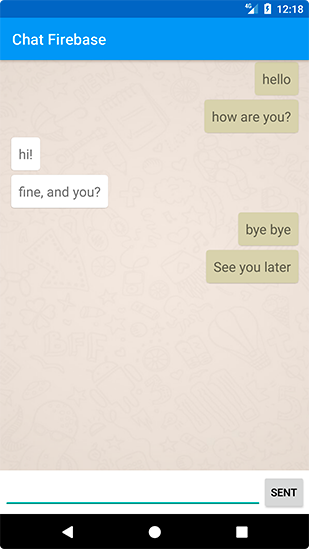 4G 12:18
Chat Firebase
hello
how are you?
hi!
fine, and you?
bye bye
See you later
SENT